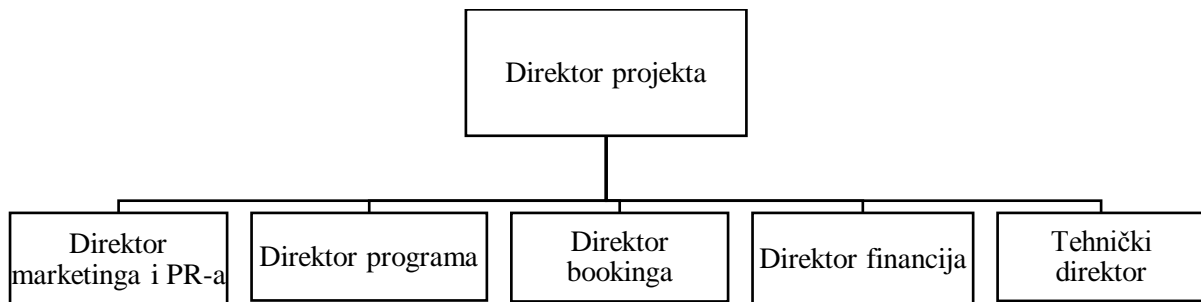 Direktor projekta
Direktor
marketinga i PR-a
Direktor programa
Direktor
bookinga
Direktor financija
Tehnički
direktor